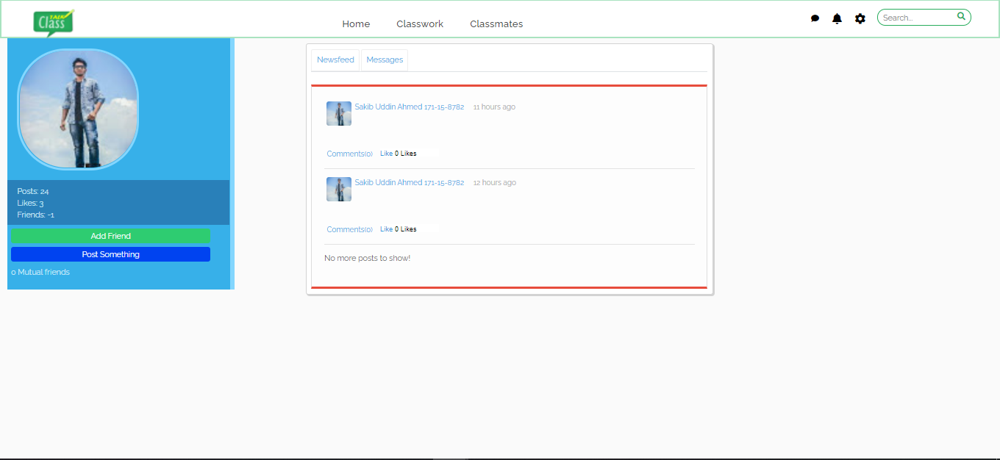 TALK
Class
Home Classwork Classmates
Search...
Posts: 24
Likes: 3
Friends: -1
Add Friend
Post Something
0 Mutual friends
Newsfeed Messages
Sakib Uddin Ahmed 171-15-8782 11 hours ago
Comments(0) Like 0 Likes
Sakib Uddin Ahmed 171-15-8782 12 hours ago
Comments(0) Like 0 Likes
No more posts to show!